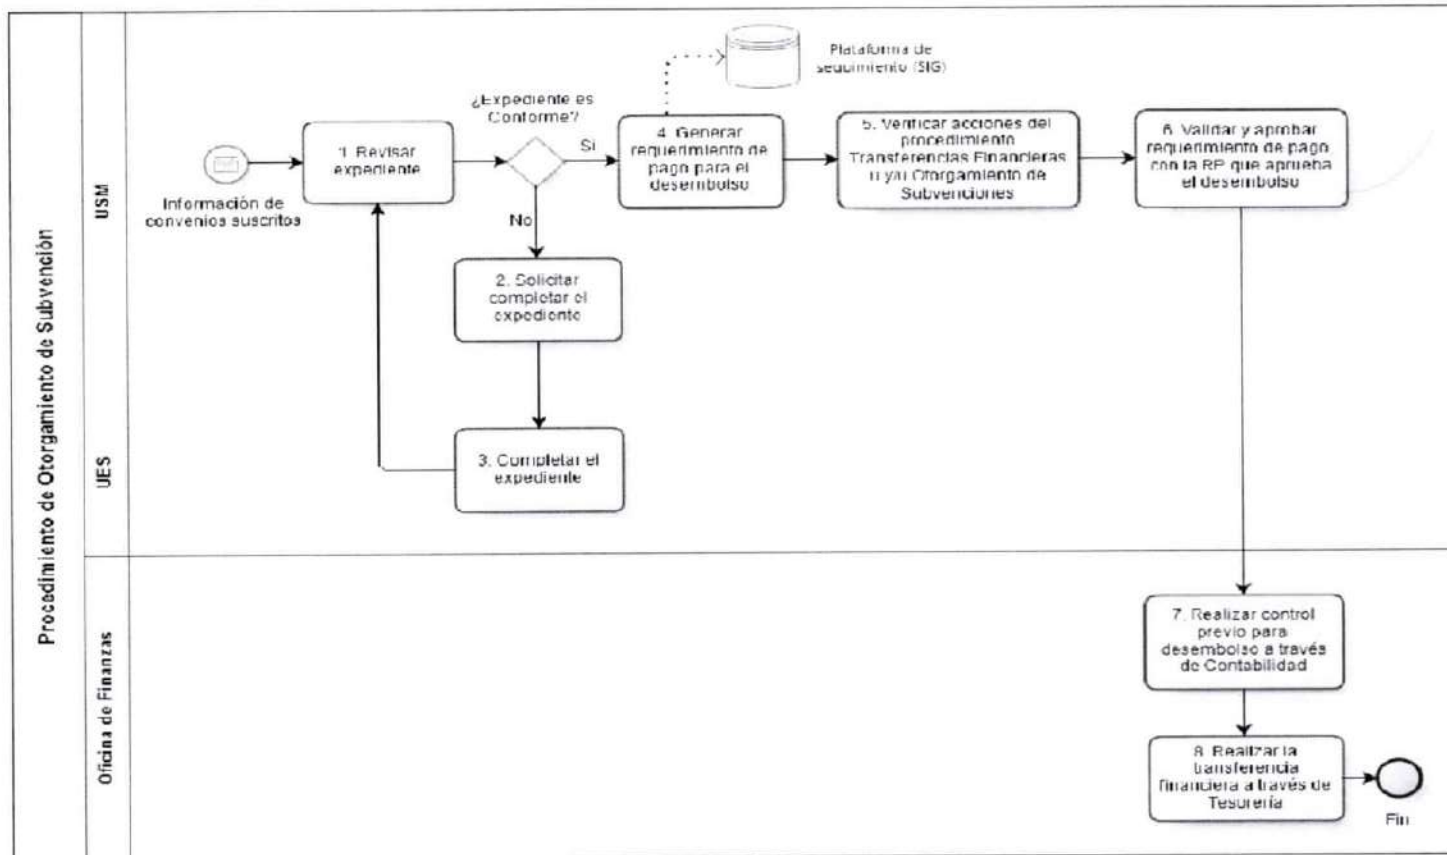 Procedimiento de Otorgamiento de Subvención
USM
UES
Oficina de Finanzas
Información de
convenios suscritos
1. Revisar
expediente
¿Expediente es
Conforme?
Si
No
2. Solicitar
completar el
expediente
3. Completar el
expediente
4. Generar
requerimiento de
pago para el
desembolso
Plataforma de
seguimiento (SIG)
5. Verificar acciones del
procedimiento
Transferencias Financieras
y/u Otorgamiento de
Subvenciones
6. Validar y aprobar
requerimiento de pago
con la RP que aprueba
el desembolso
7. Realizar control
previo para
desembolso a través
de Contabilidad
8. Realizar la
transferencia
financiera a través de
Tesorería
Fin